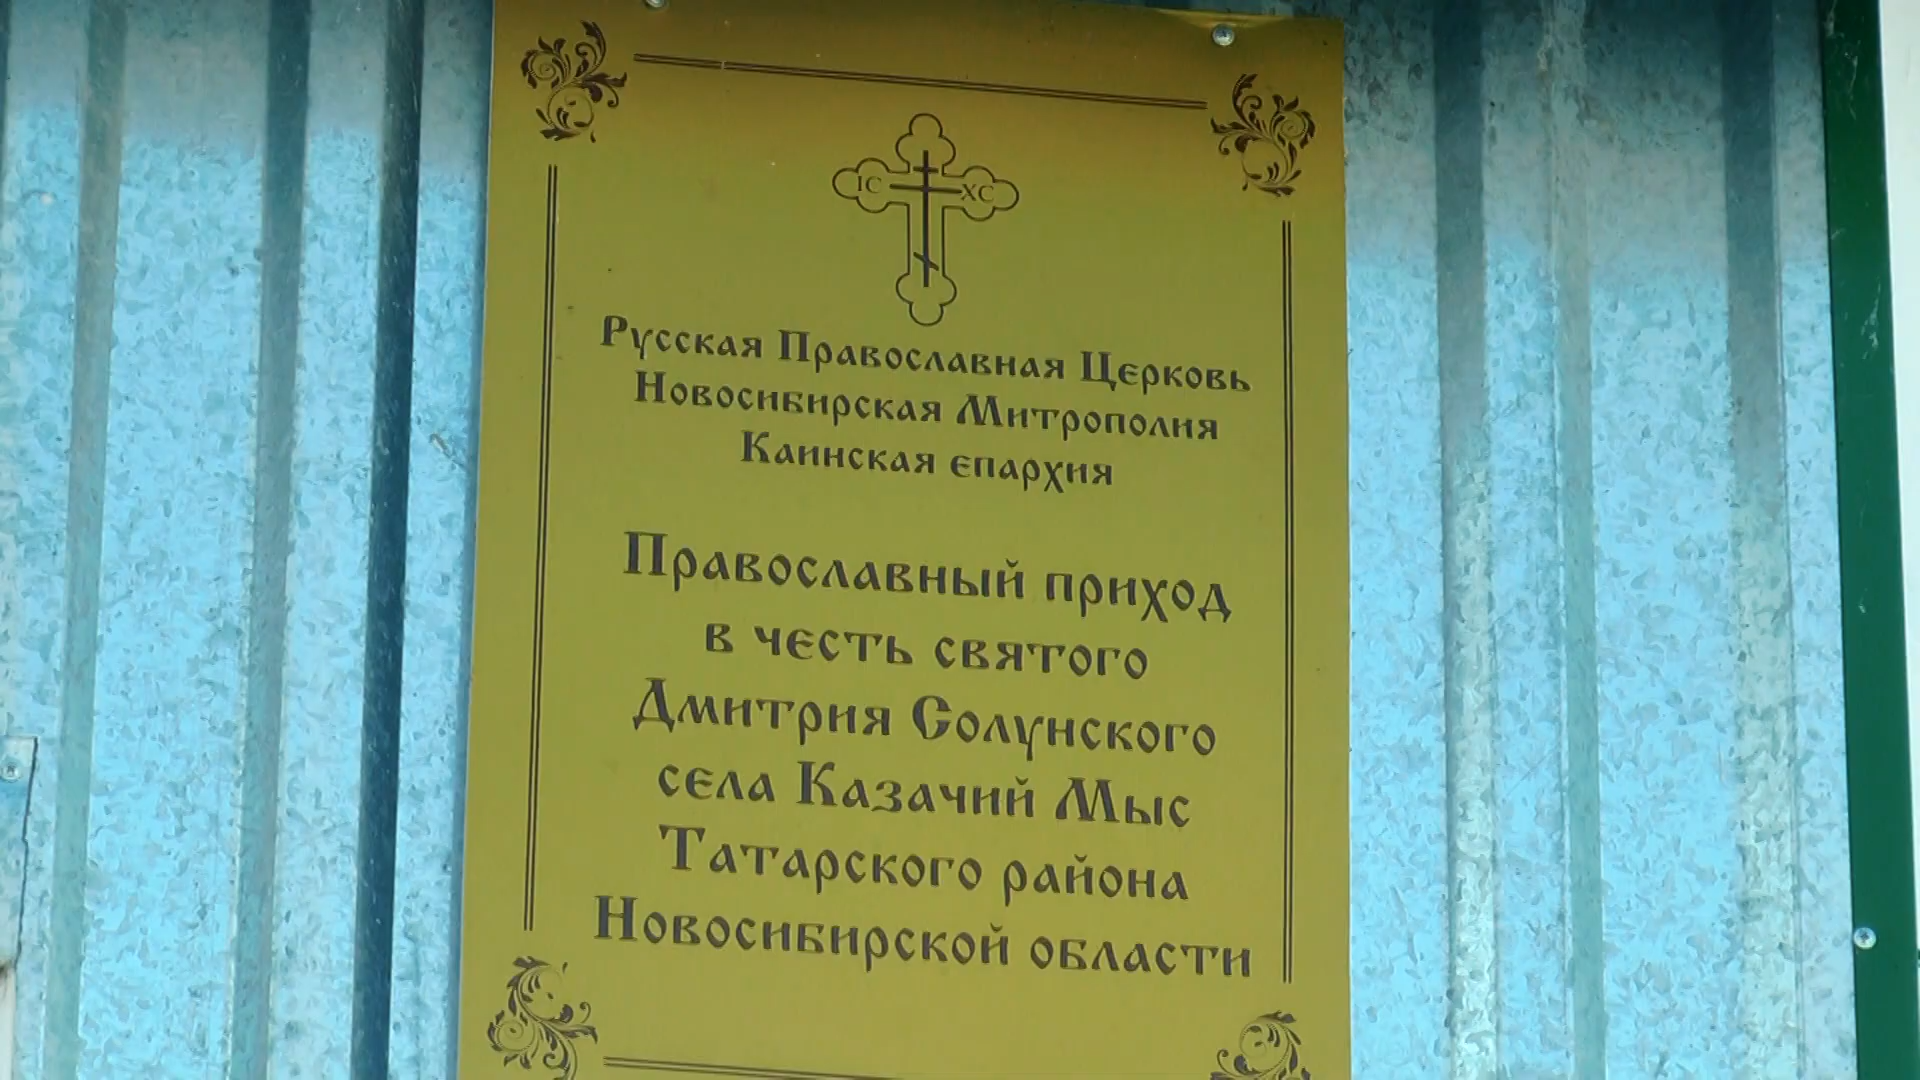 IC XC
Русская Православная Церковь
Новосибирская Митрополия
Каинская епархия
Православный приход
в честь святого
Дмитрия Солунского
села Казачий Мыс
Татарского района
Новосибирской области